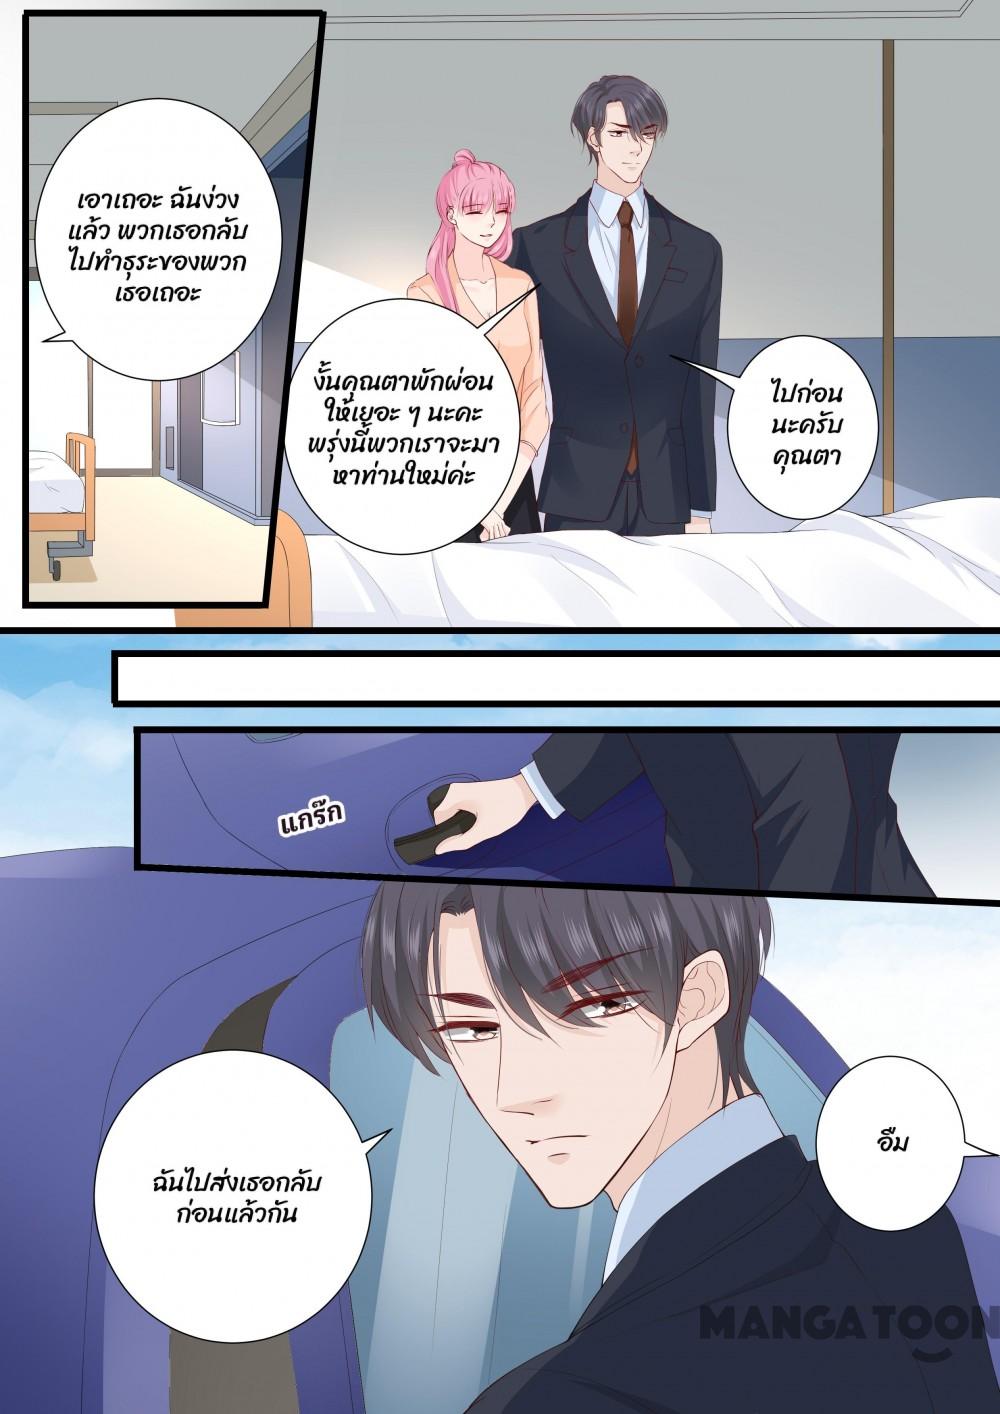 เอาเถอะ ฉันง่วง
แล้ว พวกเธอกลับ
ไปทำธุระของพวก
เธอเถอะ
งั้นคุณตาพักผ่อน
ให้เยอะ ๆ นะคะ
พรุ่งนี้พวกเราจะมา
หาท่านใหม่ค่ะ
ไปก่อน
นะครับ
คุณตา
แกร๊ก
ฉันไปส่งเธอกลับ
ก่อนแล้วกัน
อืม
MANGA TOON